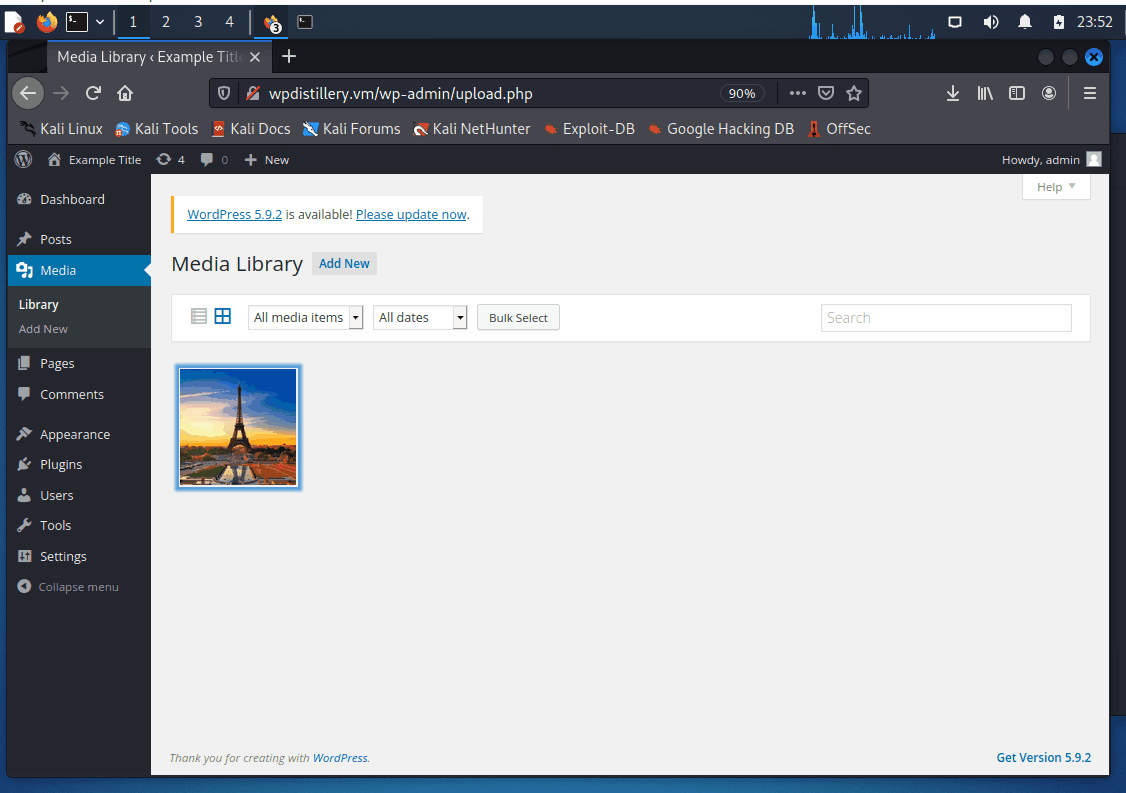 1 2 3 4 3 23:52
Media Library ‹ Example Title
wpdistillery.vm/wp-admin/upload.php 90%
Kali Linux Kali Tools Kali Docs Kali Forums Kali NetHunter Exploit-DB Google Hacking DB OffSec
Example Title 4 0 New Howdy, admin
Help
Dashboard
Posts
Media
Library
Add New
Pages
Comments
Appearance
Plugins
Users
Tools
Settings
Collapse menu
WordPress 5.9.2 is available! Please update now.
Media Library Add New
All media items All dates Bulk Select Search
Thank you for creating with WordPress. Get Version 5.9.2